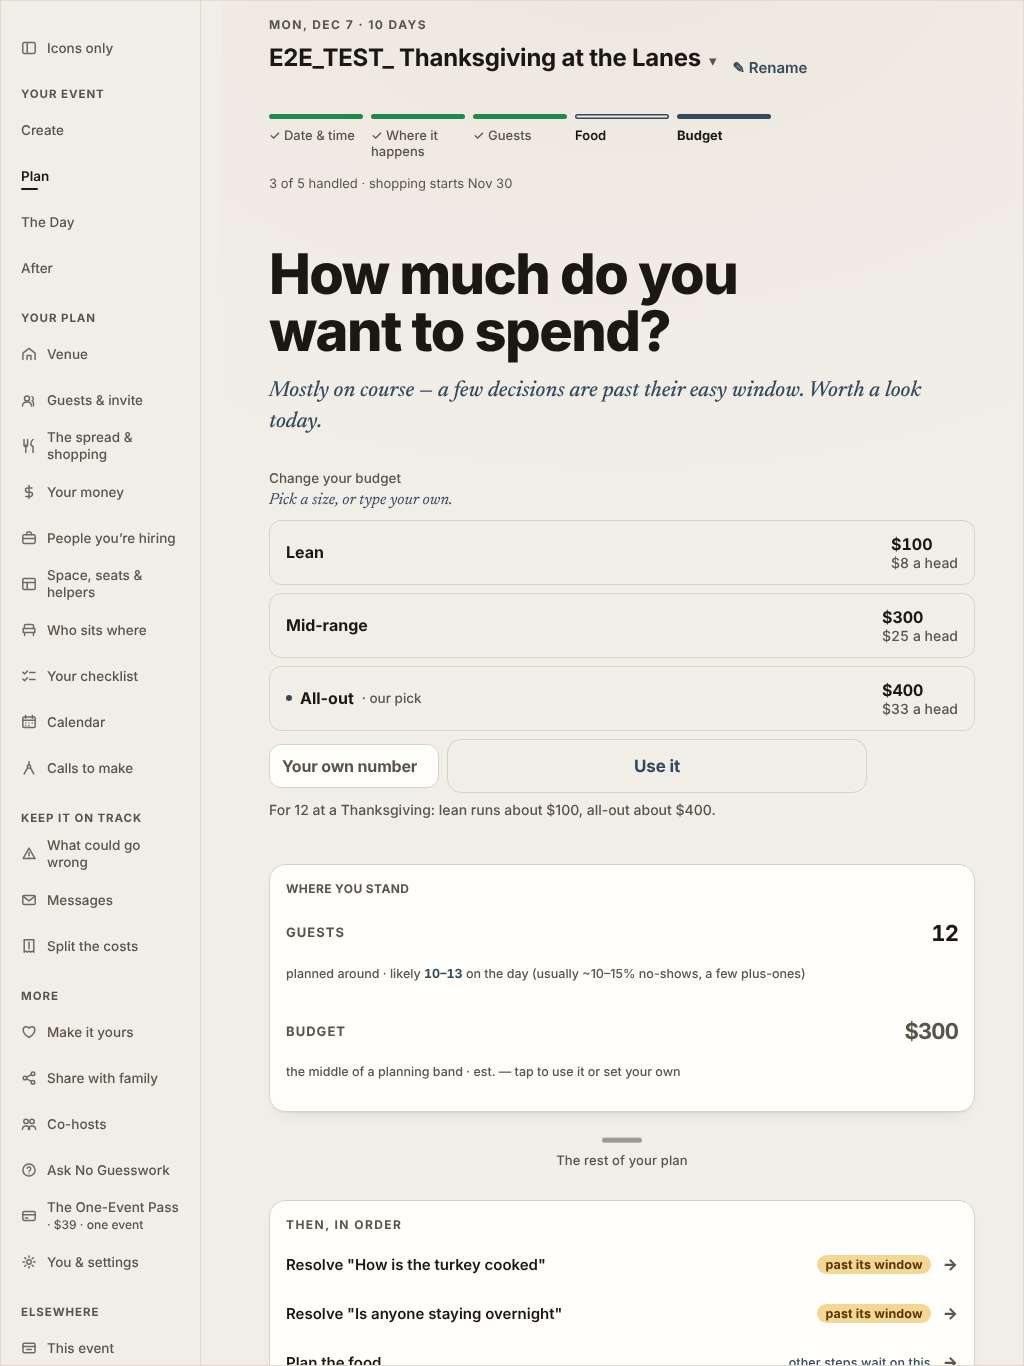 Icons only
YOUR EVENT
Create
Plan
The Day
After
YOUR PLAN
Venue
Guests & invite
The spread &
shopping
Your money
People you’re hiring
Space, seats &
helpers
Who sits where
Your checklist
Calendar
Calls to make
KEEP IT ON TRACK
What could go
wrong
Messages
Split the costs
MORE
Make it yours
Share with family
Co-hosts
Ask No Guesswork
The One-Event Pass
· $39 · one event
You & settings
ELSEWHERE
This event
MON, DEC 7 · 10 DAYS
E2E_TEST_ Thanksgiving at the Lanes ▾
✎ Rename
✓ Date & time
✓ Where it
happens
✓ Guests
Food
Budget
3 of 5 handled · shopping starts Nov 30
How much do you
want to spend?
Mostly on course — a few decisions are past their easy window. Worth a look
today.
Change your budget
Pick a size, or type your own.
Lean
$100
$8 a head
Mid-range
$300
$25 a head
All-out · our pick
$400
$33 a head
Your own number
Use it
For 12 at a Thanksgiving: lean runs about $100, all-out about $400.
WHERE YOU STAND
GUESTS
12
planned around · likely 10–13 on the day (usually ~10–15% no-shows, a few plus-ones)
BUDGET
$300
the middle of a planning band · est. — tap to use it or set your own
The rest of your plan
THEN, IN ORDER
Resolve "How is the turkey cooked"
past its window →
Resolve "Is anyone staying overnight"
past its window →
Plan the food
other steps wait on this →